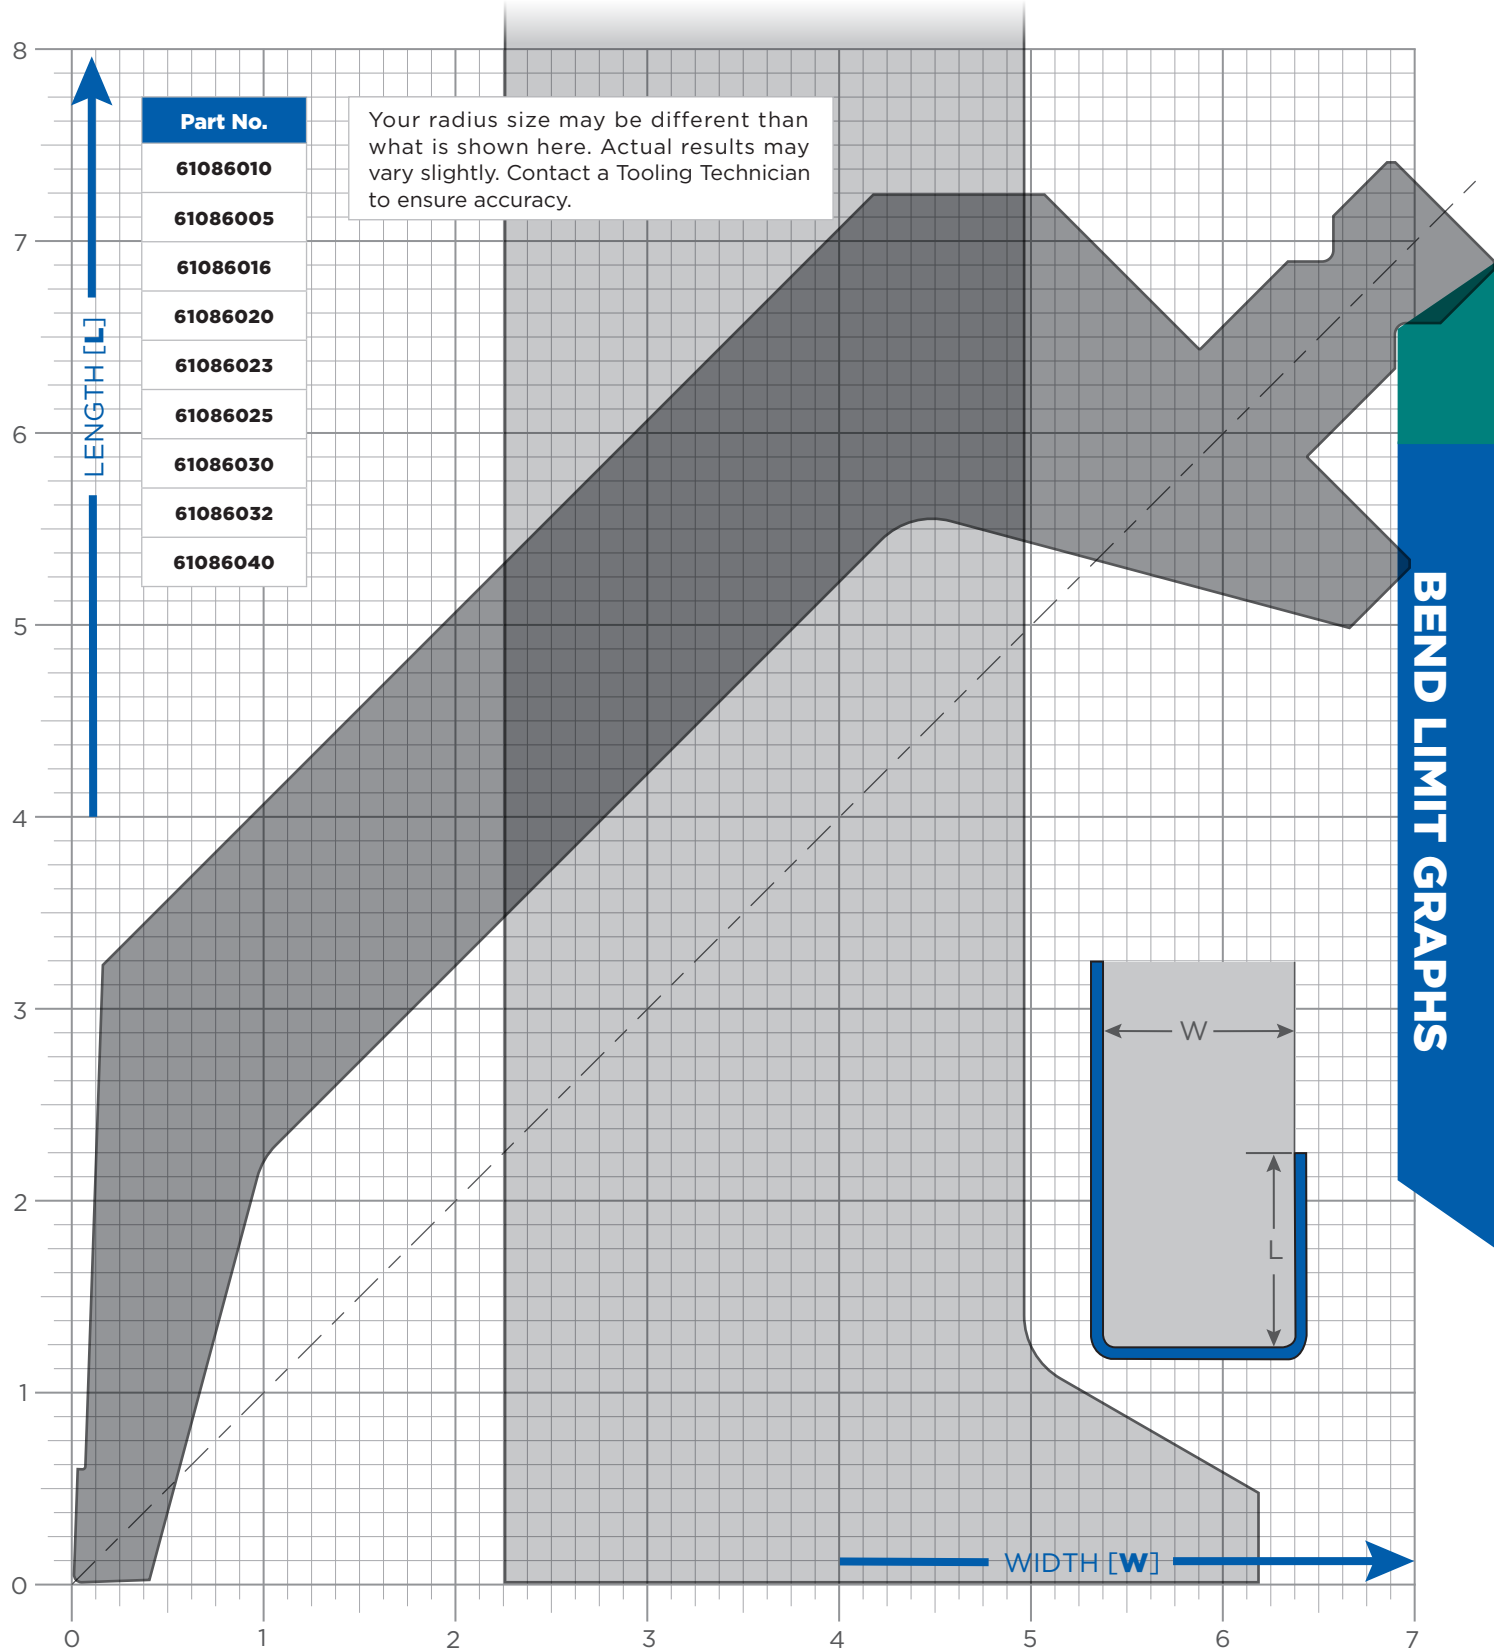 8
7
6
5
4
3
2
1
0
LENGTH [L]
Part No.
61086010
61086005
61086016
61086020
61086023
61086025
61086030
61086032
61086040
Your radius size may be different than
what is shown here. Actual results may
vary slightly. Contact a Tooling Technician
to ensure accuracy.
BEND LIMIT GRAPHS
W
L
WIDTH [W]
0
1
2
3
4
5
6
7